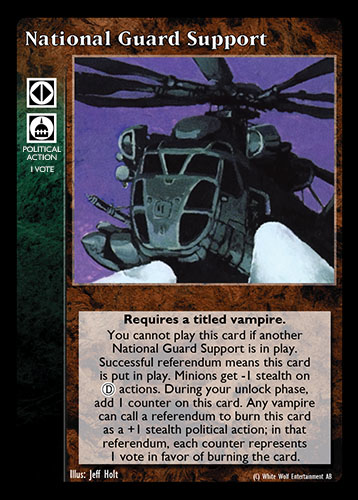 National Guard Support
POLITICAL
ACTION
1 VOTE
Requires a titled vampire.
You cannot play this card if another
National Guard Support is in play.
Successful referendum means this card
is put in play. Minions get -1 stealth on
Ⓓ actions. During your unlock phase,
add 1 counter on this card. Any vampire
can call a referendum to burn this card
as a +1 stealth political action; in that
referendum, each counter represents
1 vote in favor of burning the card.
Illus: Jeff Holt
(C) White Wolf Entertainment AB